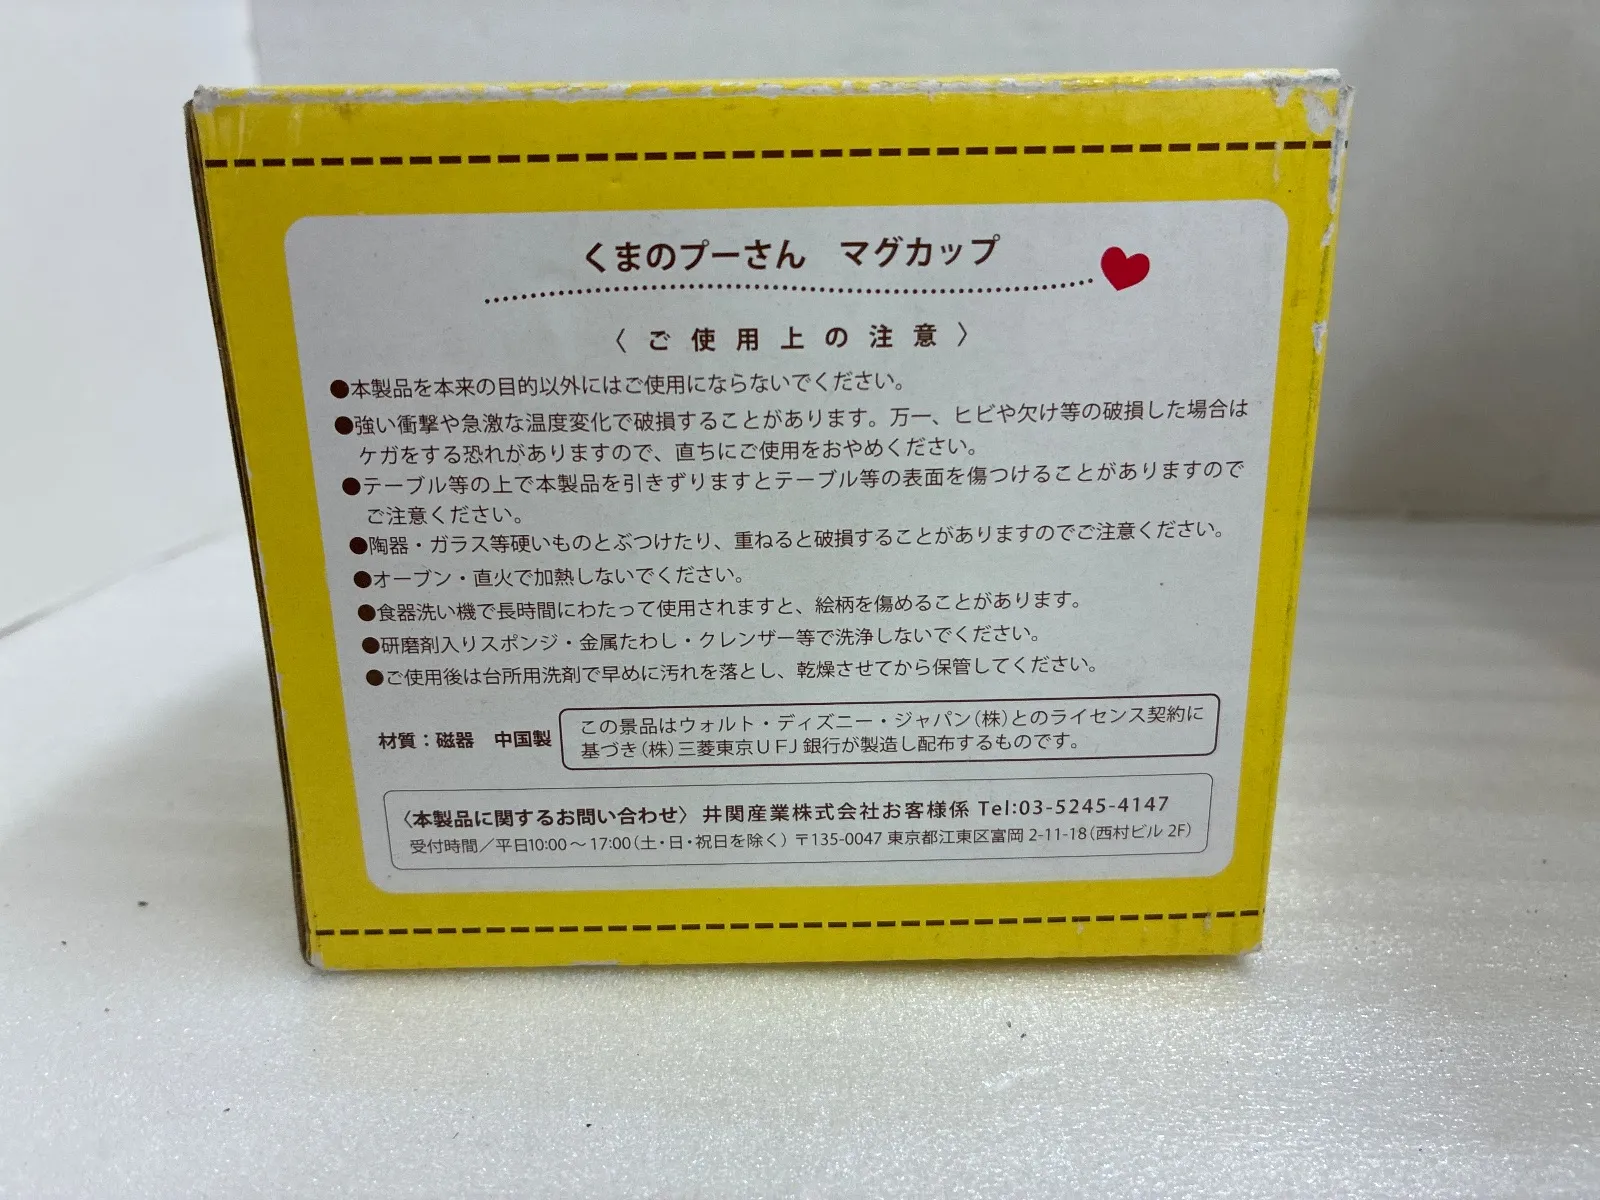 くまのプーさん　マグカップ
〈ご使用上の注意〉
●本製品を本来の目的以外にはご使用にならないでください。
●強い衝撃や急激な温度変化で破損することがあります。万一、ヒビや欠け等の破損した場合は
ケガをする恐れがありますので、直ちにご使用をおやめください。
●テーブル等の上で本製品を引きずりますとテーブル等の表面を傷つけることがありますので
ご注意ください。
●陶器・ガラス等硬いものとぶつけたり、重ねると破損することがありますのでご注意ください。
●オーブン・直火で加熱しないでください。
●食器洗い機で長時間にわたって使用されますと、絵柄を傷めることがあります。
●研磨剤入りスポンジ・金属たわし・クレンザー等で洗浄しないでください。
●ご使用後は台所用洗剤で早めに汚れを落とし、乾燥させてから保管してください。
材質：磁器　中国製
この景品はウォルト・ディズニー・ジャパン(株)とのライセンス契約に
基づき(株)三菱東京UFJ銀行が製造し配布するものです。
〈本製品に関するお問い合わせ〉井関産業株式会社お客様係 Tel:03-5245-4147
受付時間／平日10:00～17:00(土・日・祝日を除く) 〒135-0047 東京都江東区富岡2-11-18(西村ビル2F)